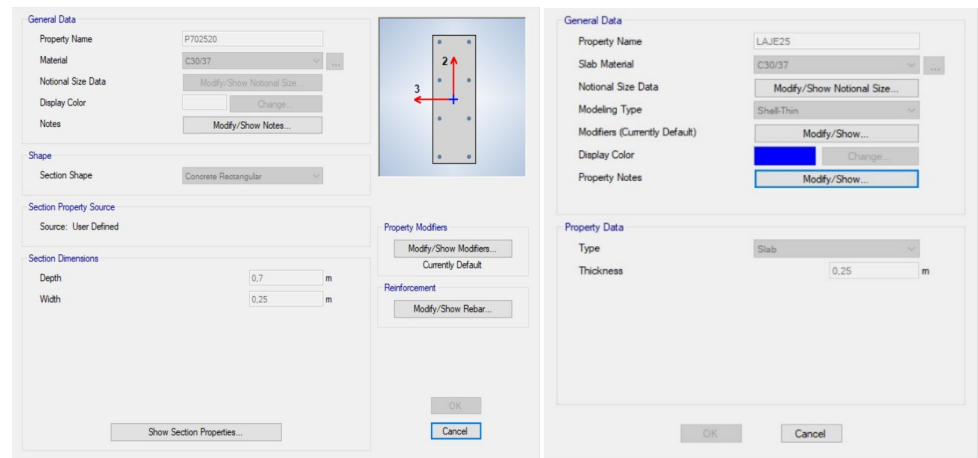 General Data
Property Name P702520
Material C30/37 ...
Notional Size Data Modify/Show Notional Size...
Display Color Change...
Notes Modify/Show Notes...
2
3
Shape
Section Shape Concrete Rectangular
Section Property Source
Source: User Defined
Section Dimensions
Depth 0,7 m
Width 0,25 m
Show Section Properties...
Property Modifiers
Modify/Show Modifiers...
Currently Default
Reinforcement
Modify/Show Rebar...
OK
Cancel
General Data
Property Name LAJE25
Slab Material C30/37 ...
Notional Size Data Modify/Show Notional Size...
Modeling Type Shell-Thin
Modifiers (Currently Default) Modify/Show...
Display Color Change...
Property Notes Modify/Show...
Property Data
Type Slab
Thickness 0,25 m
OK Cancel